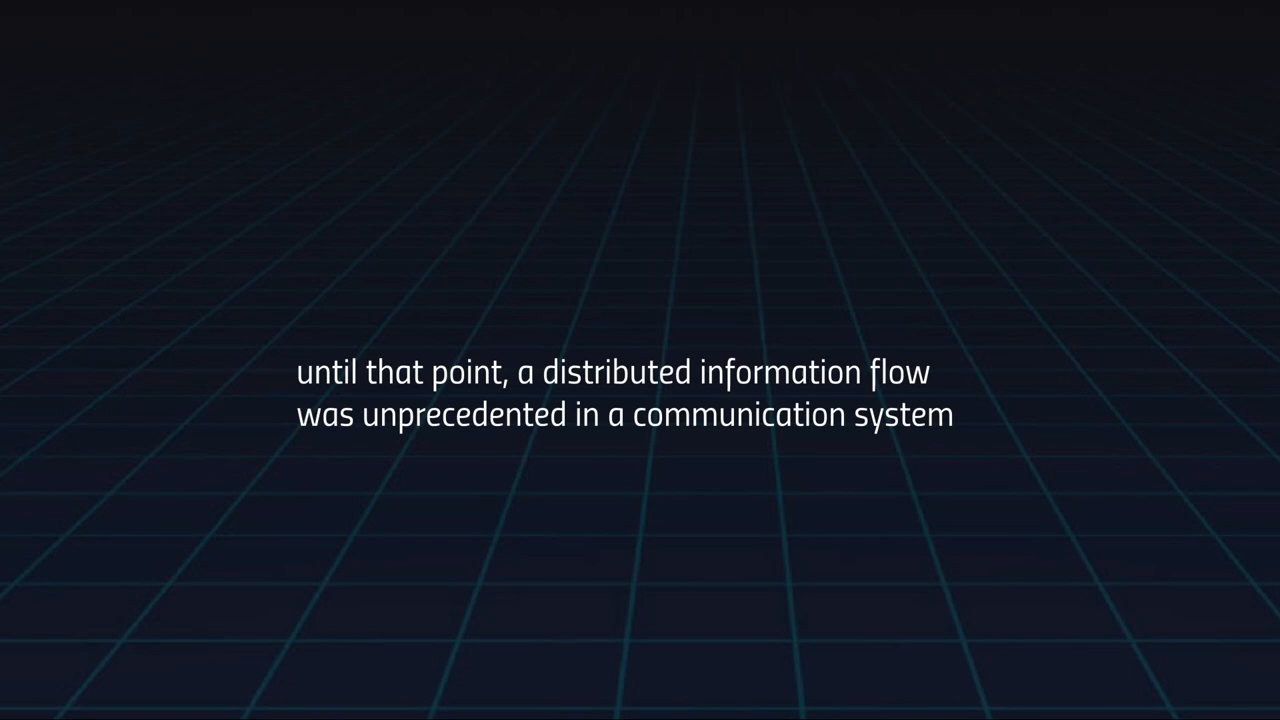 until that point, a distributed information flow
was unprecedented in a communication system